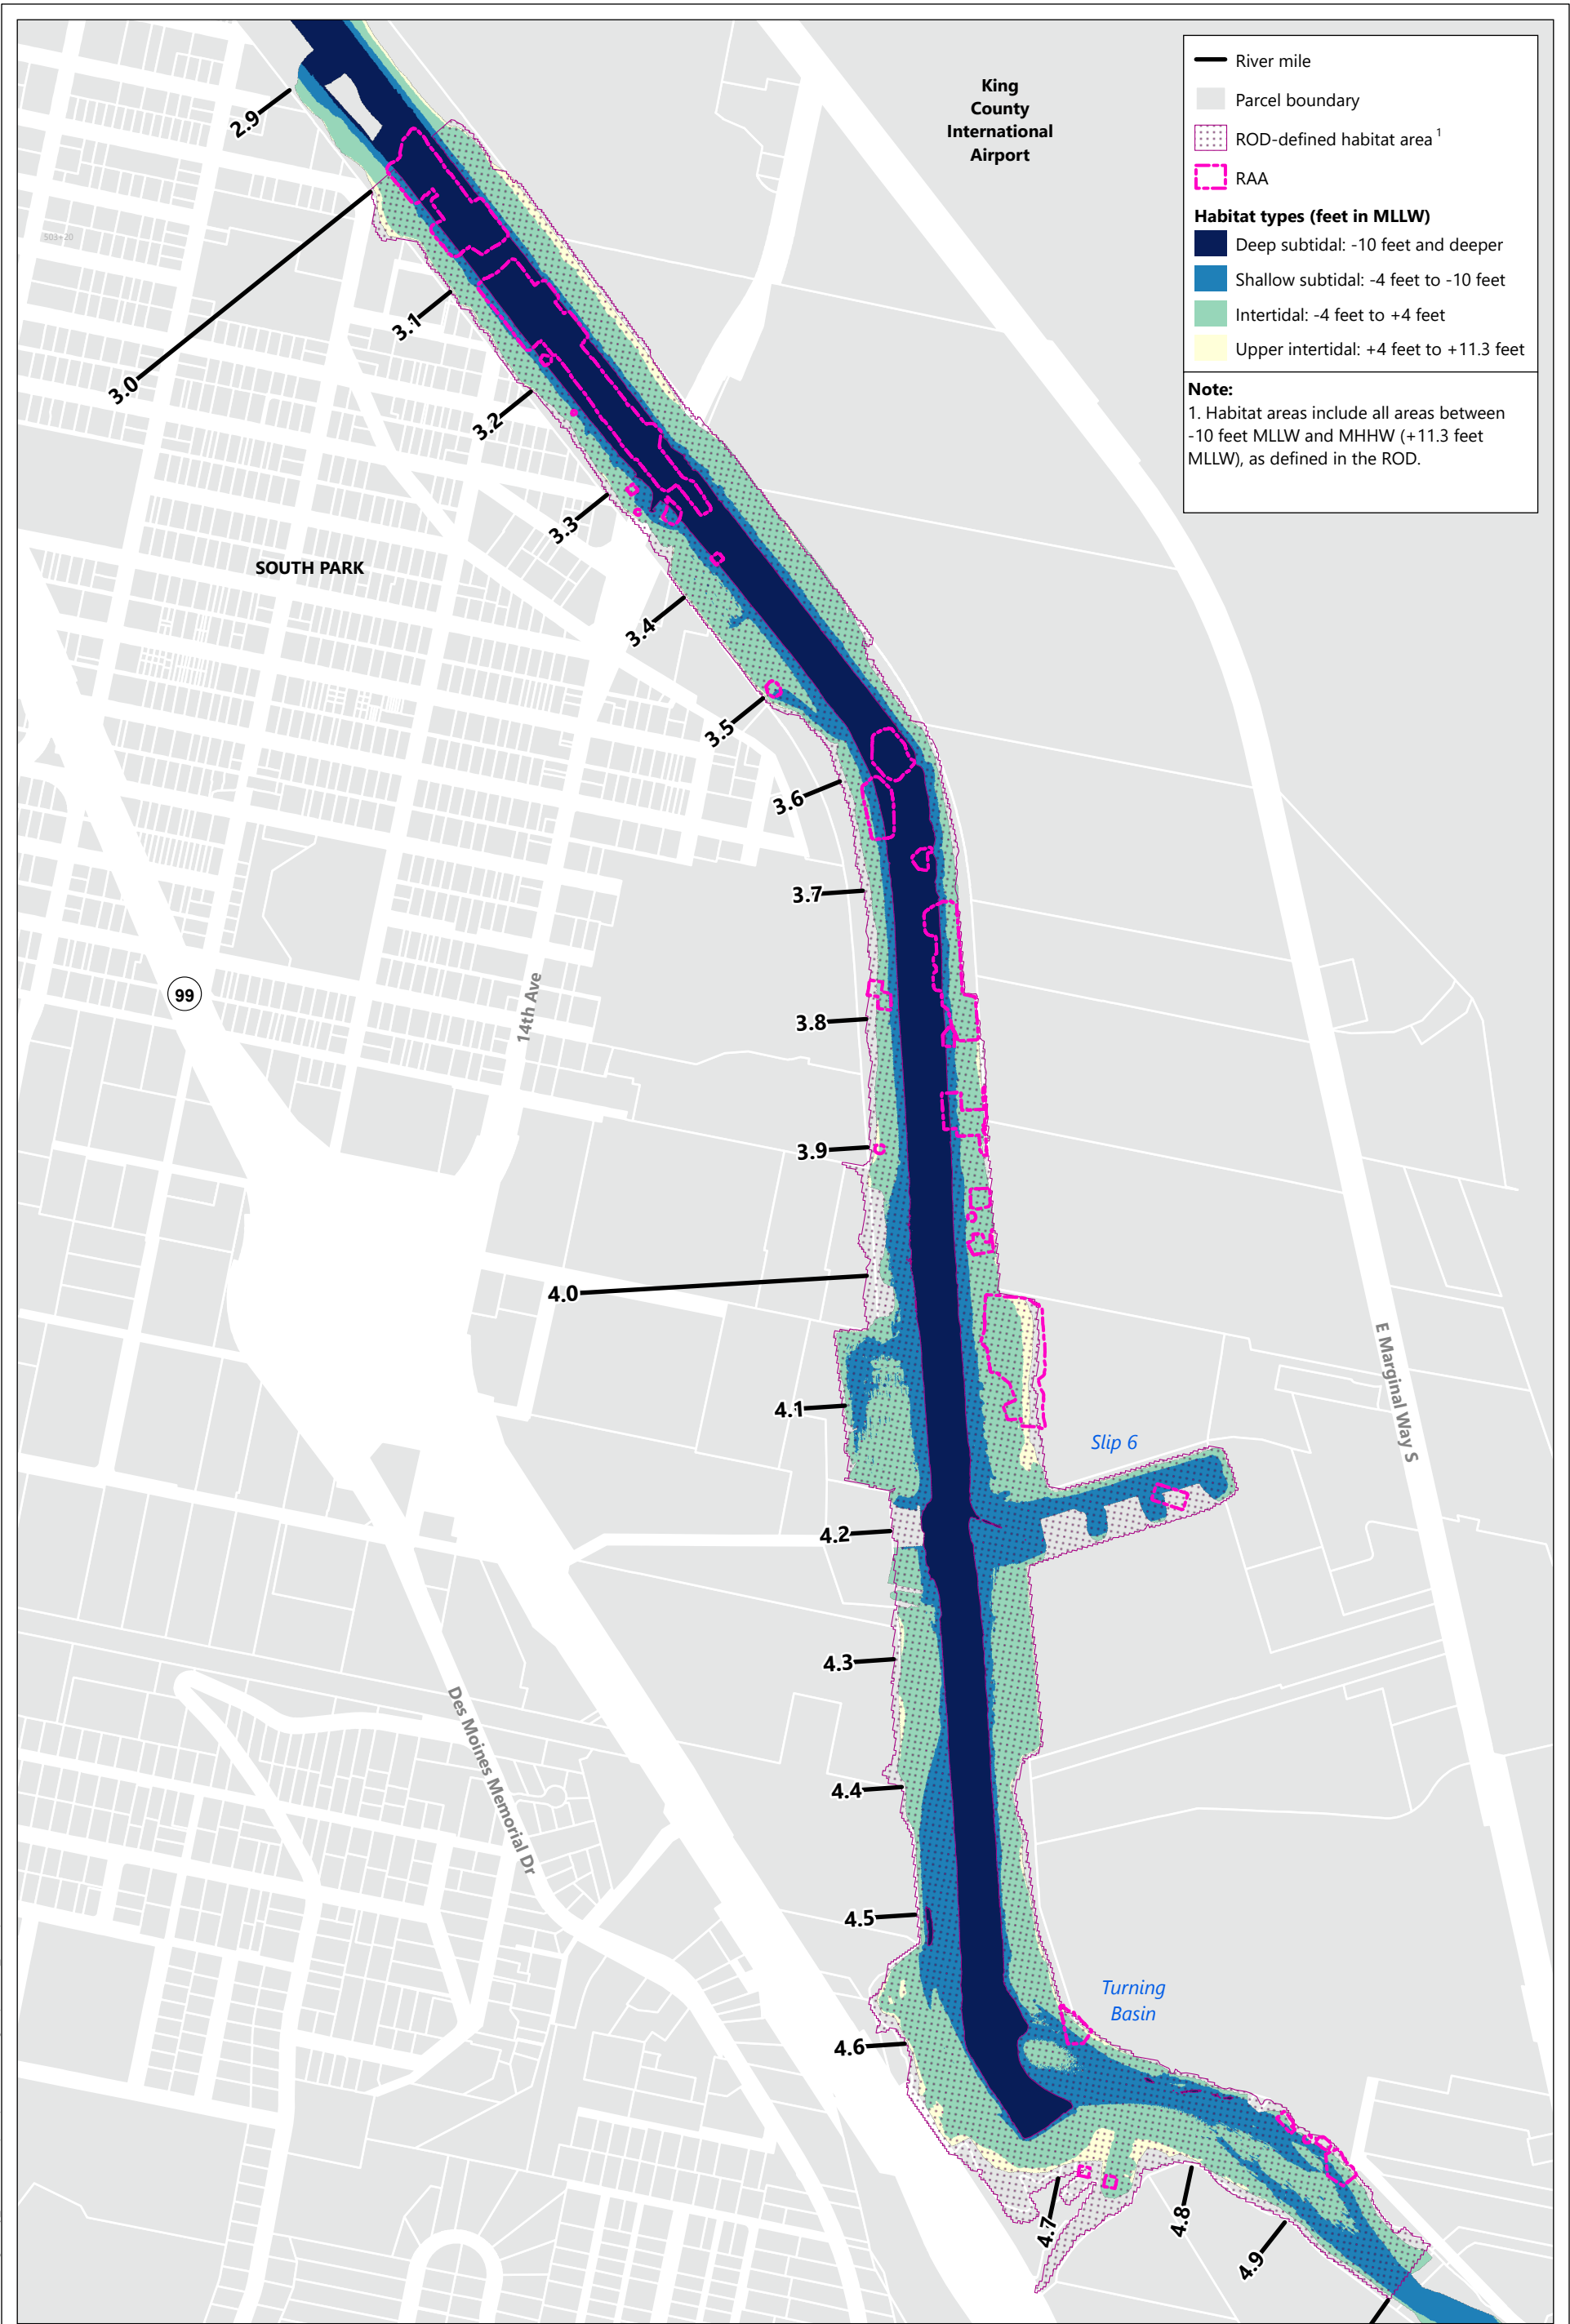 King
County
International
Airport
River mile
Parcel boundary
ROD-defined habitat area 1
RAA
Habitat types (feet in MLLW)
Deep subtidal: -10 feet and deeper
Shallow subtidal: -4 feet to -10 feet
Intertidal: -4 feet to +4 feet
Upper intertidal: +4 feet to +11.3 feet
Note:
1. Habitat areas include all areas between
-10 feet MLLW and MHHW (+11.3 feet
MLLW), as defined in the ROD.
2.9
503+20
3.0
3.1
3.2
3.3
SOUTH PARK
3.4
3.5
3.6
3.7
99
14th Ave
3.8
3.9
4.0
E Marginal Way S
4.1
Slip 6
4.2
4.3
Des Moines Memorial Dr
4.4
4.5
Turning
Basin
4.6
4.7
4.8
4.9